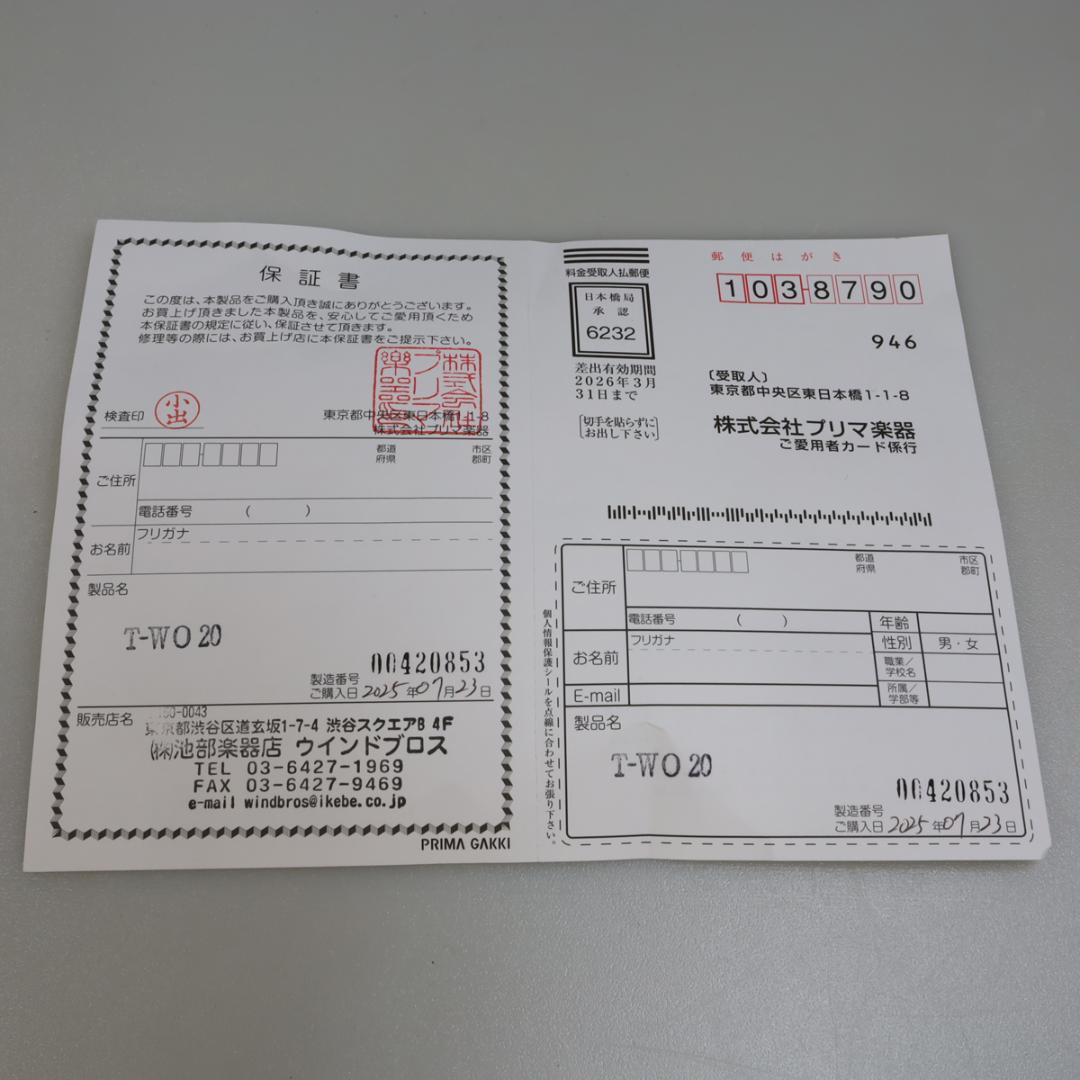 保証書
この度は、本製品をご購入頂き誠にありがとうございます。
お買上げ頂きました本製品を、安心してご愛用頂くため
本保証書の規定に従い、保証させて頂きます。
修理等の際には、お買上げ店に本保証書をご提示下さい。
株式会社プリマ楽器
検査印
小出
東京都中央区東日本橋1-1-8
株式会社プリマ楽器
ご住所
都道府県
市区郡町
電話番号 ( )
お名前
フリガナ
製品名
T-WO 20
製造番号 00420853
ご購入日 2025年07月23日
販売店名
150-0043
東京都渋谷区道玄坂1-7-4 渋谷スクエアB 4F
(株)池部楽器店 ウインドブロス
TEL 03-6427-1969
FAX 03-6427-9469
e-mail windbros@ikebe.co.jp
PRIMA GAKKI
料金受取人払郵便
日本橋局
承認
6232
差出有効期間
2026年3月
31日まで
切手を貼らずに
お出し下さい
郵便はがき
103-8790
946
(受取人)
東京都中央区東日本橋1-1-8
株式会社プリマ楽器
ご愛用者カード係行
個人情報保護シールを点線に合わせてお張り下さい。
ご住所
都道府県
市区郡町
電話番号 ( )
年齢
お名前
フリガナ
性別
男・女
職業/学校名
E-mail
所属/学部等
製品名
T-WO 20
製造番号 00420853
ご購入日 2025年07月23日